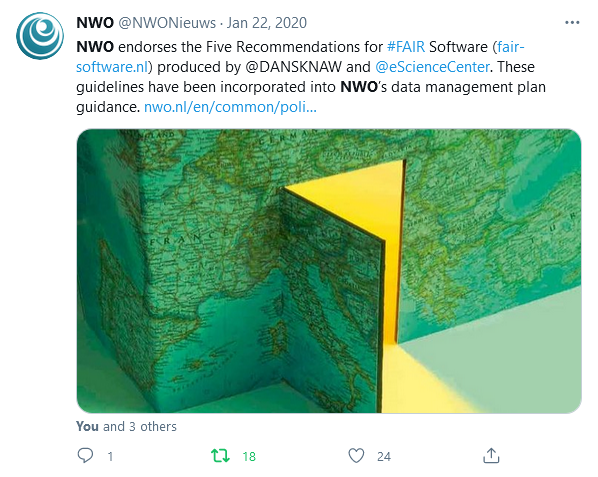 NWO @NWONieuws · Jan 22, 2020
NWO endorses the Five Recommendations for #FAIR Software (fair-
software.nl) produced by @DANSKNAW and @eScienceCenter. These
guidelines have been incorporated into NWO's data management plan
guidance. nwo.nl/en/common/poli...
GERMAN
FRANCE
You and 3 others
1 18 24